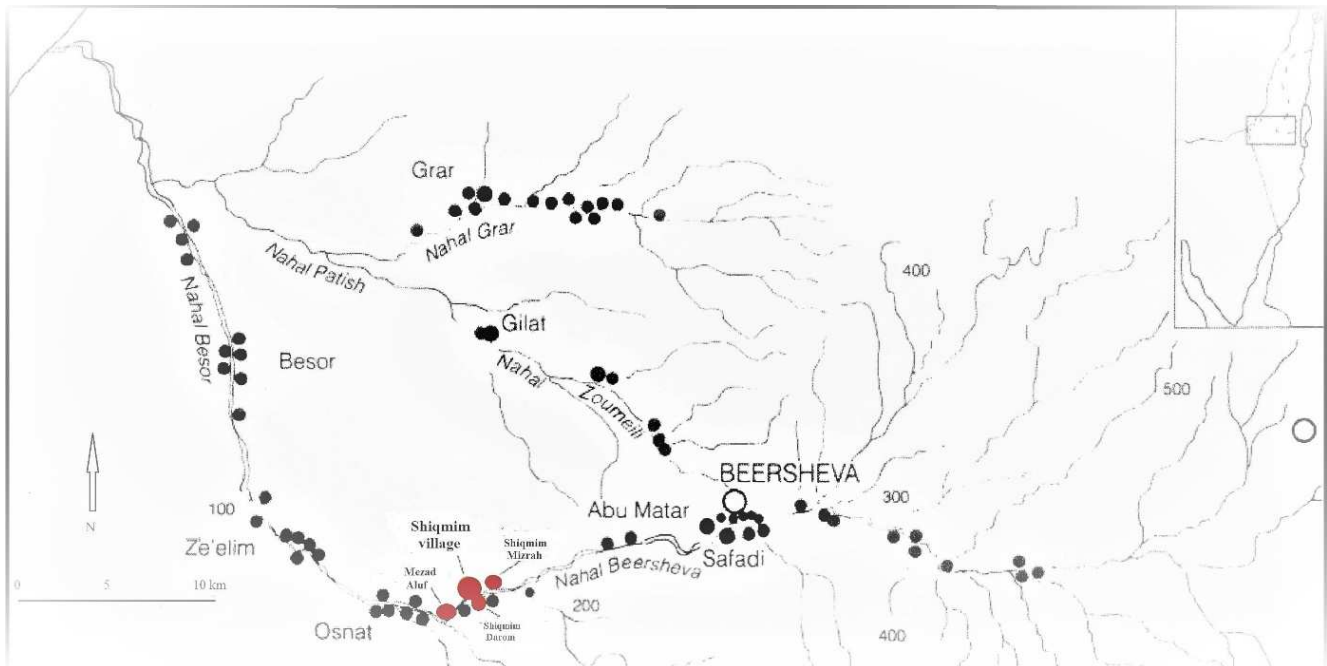 Grar
Nahal Grar
Nahal Patish
400
Nahal Besor
Gilat
Besor
Nahal
Zoumeili
500
BEERSHEVA
100
Abu Matar
300
N
Ze'elim
Shiqmim
village
Shiqmim
Mizrah
Safadi
Mezad
Aluf
Nahal Beersheva
0 5 10 km
200
Osnat
Shiqmim
Darom
400